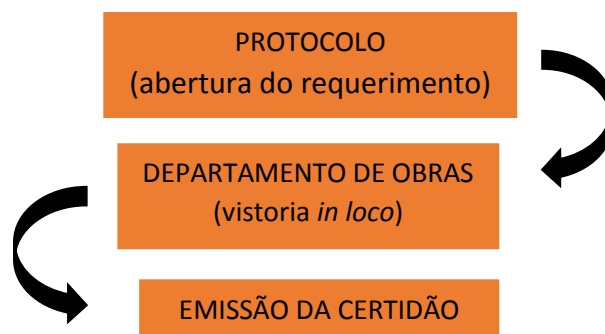 PROTOCOLO
(abertura do requerimento)
DEPARTAMENTO DE OBRAS
(vistoria in loco)
EMISSÃO DA CERTIDÃO